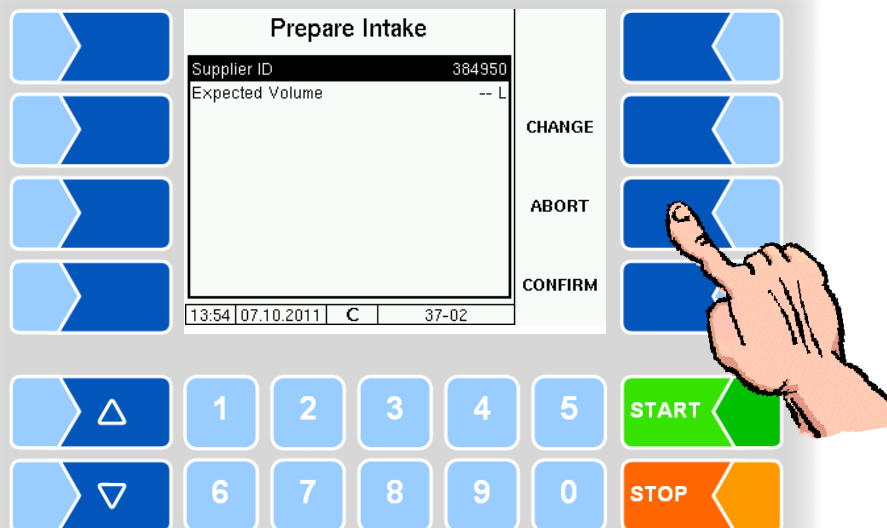 Prepare Intake
Supplier ID 384950
Expected Volume -- L
CHANGE
ABORT
CONFIRM
13:54 07.10.2011 C 37-02
1 2 3 4 5 START
6 7 8 9 0 STOP